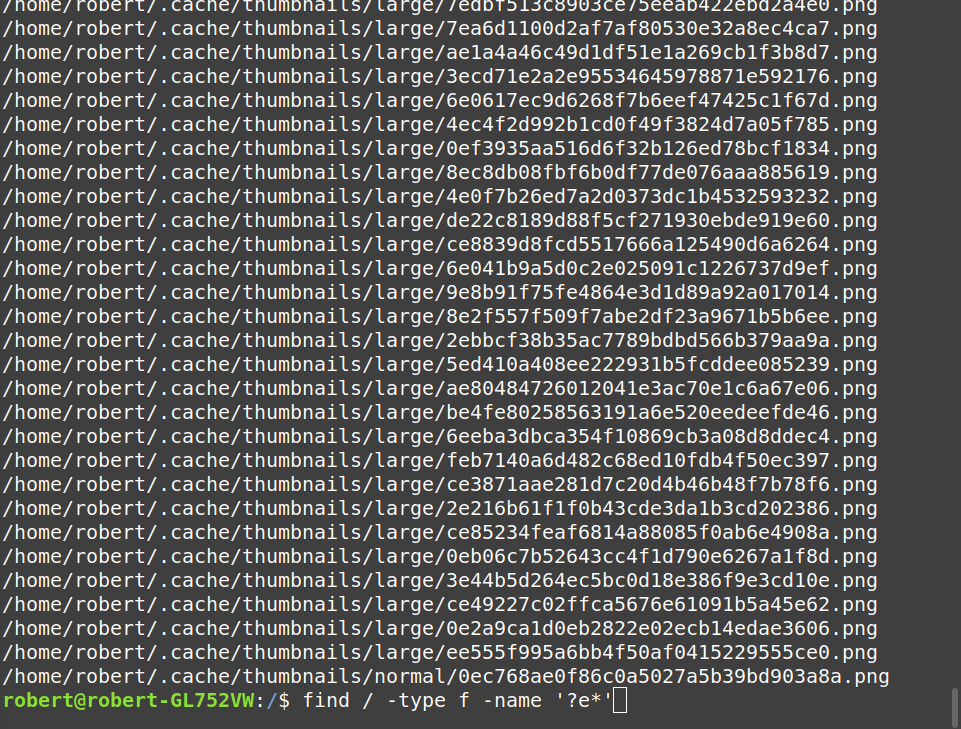 /home/robert/.cache/thumbnails/large/7edbf513c8903ce75eeab422ebd2a4e0.png
/home/robert/.cache/thumbnails/large/7ea6d1100d2af7af80530e32a8ec4ca7.png
/home/robert/.cache/thumbnails/large/ae1a4a46c49d1df51e1a269cb1f3b8d7.png
/home/robert/.cache/thumbnails/large/3ecd71e2a2e95534645978871e592176.png
/home/robert/.cache/thumbnails/large/6e0617ec9d6268f7b6eef47425c1f67d.png
/home/robert/.cache/thumbnails/large/4ec4f2d992b1cd0f49f3824d7a05f785.png
/home/robert/.cache/thumbnails/large/0ef3935aa516d6f32b126ed78bcf1834.png
/home/robert/.cache/thumbnails/large/8ec8db08fbf6b0df77de076aaa885619.png
/home/robert/.cache/thumbnails/large/4e0f7b26ed7a2d0373dc1b4532593232.png
/home/robert/.cache/thumbnails/large/de22c8189d88f5cf271930ebde919e60.png
/home/robert/.cache/thumbnails/large/ce8839d8fcd5517666a125490d6a6264.png
/home/robert/.cache/thumbnails/large/6e041b9a5d0c2e025091c1226737d9ef.png
/home/robert/.cache/thumbnails/large/9e8b91f75fe4864e3d1d89a92a017014.png
/home/robert/.cache/thumbnails/large/8e2f557f509f7abe2df23a9671b5b6ee.png
/home/robert/.cache/thumbnails/large/2ebbcf38b35ac7789bdbd566b379aa9a.png
/home/robert/.cache/thumbnails/large/5ed410a408ee222931b5fcddee085239.png
/home/robert/.cache/thumbnails/large/ae80484726012041e3ac70e1c6a67e06.png
/home/robert/.cache/thumbnails/large/be4fe80258563191a6e520eedeefde46.png
/home/robert/.cache/thumbnails/large/6eeba3dbca354f10869cb3a08d8ddec4.png
/home/robert/.cache/thumbnails/large/feb7140a6d482c68ed10fdb4f50ec397.png
/home/robert/.cache/thumbnails/large/ce3871aae281d7c20d4b46b48f7b78f6.png
/home/robert/.cache/thumbnails/large/2e216b61f1f0b43cde3da1b3cd202386.png
/home/robert/.cache/thumbnails/large/ce85234feaf6814a88085f0ab6e4908a.png
/home/robert/.cache/thumbnails/large/0eb06c7b52643cc4f1d790e6267a1f8d.png
/home/robert/.cache/thumbnails/large/3e44b5d264ec5bc0d18e386f9e3cd10e.png
/home/robert/.cache/thumbnails/large/ce49227c02ffca5676e61091b5a45e62.png
/home/robert/.cache/thumbnails/large/0e2a9ca1d0eb2822e02ecb14edae3606.png
/home/robert/.cache/thumbnails/large/ee555f995a6bb4f50af0415229555ce0.png
/home/robert/.cache/thumbnails/normal/0ec768ae0f86c0a5027a5b39bd903a8a.png
robert@robert-GL752VW:/$ find / -type f -name '?e*'